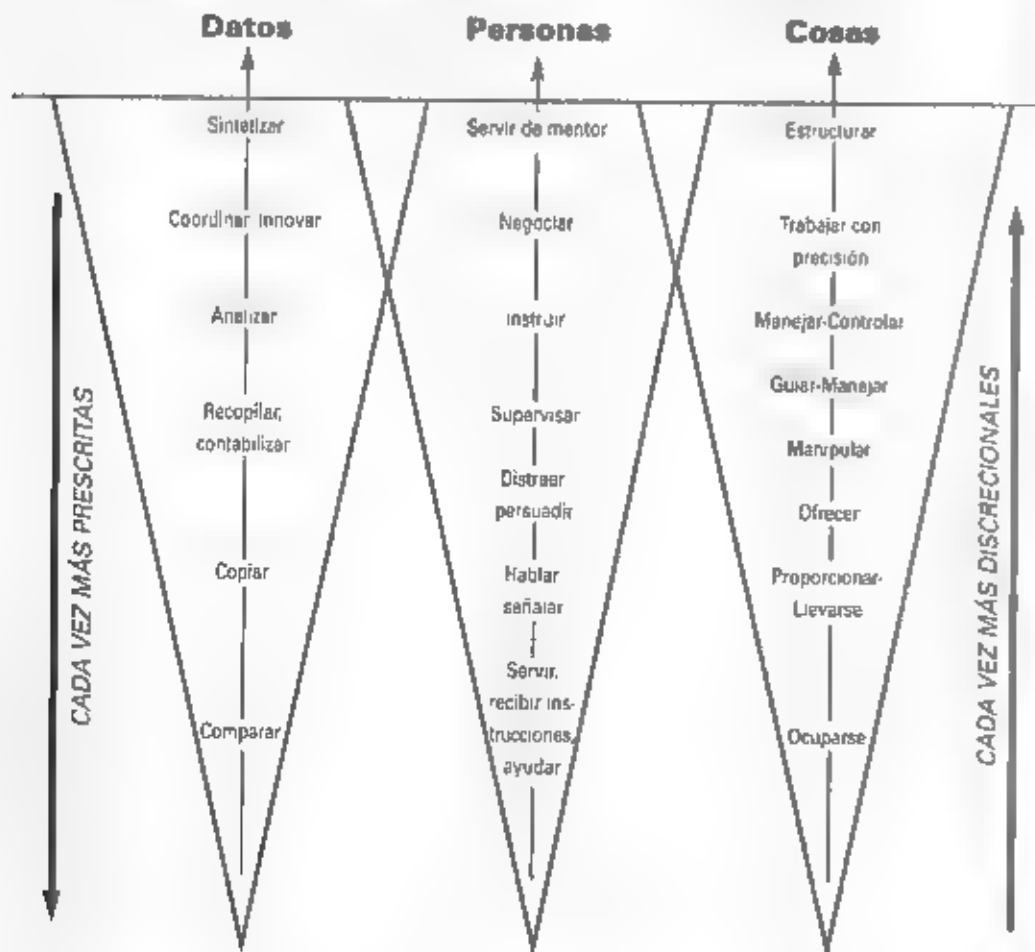 Datos
Sintetizar
Coordinar, innovar
Analizar
Recopilar,
contabilizar
Copiar
Comparar
Personas
Servir de mentor
Negociar
Instruir
Supervisar
Distraer
persuadir
Hablar
señalar
Servir,
recibir ins-
trucciones,
ayudar
Cosas
Estructurar
Trabajar con
precisión
Manejar-Controlar
Guiar-Manejar
Manipular
Ofrecer
Proporcionar-
Llevarse
Ocuparse
CADA VEZ MÁS PRESCRITAS
CADA VEZ MÁS DISCRECIONALES